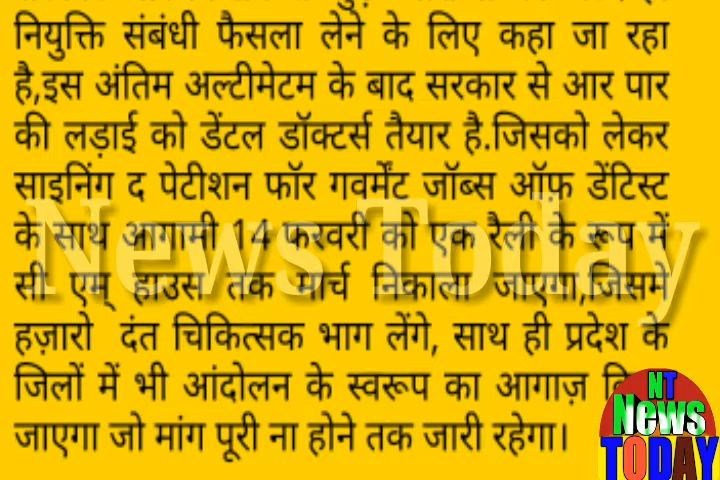 नियुक्ति संबंधी फैसला लेने के लिए कहा जा रहा
है,इस अंतिम अल्टीमेटम के बाद सरकार से आर पार
की लड़ाई को डेंटल डॉक्टर्स तैयार है.जिसको लेकर
साइनिंग द पेटीशन फॉर गवर्मेंट जॉब्स ऑफ़ डेंटिस्ट
के साथ आगामी 14 फरवरी को एक रैली के रूप में
सी एम् हाउस तक मार्च निकाला जाएगा,जिसमे
हज़ारो दंत चिकित्सक भाग लेंगे, साथ ही प्रदेश के
जिलों में भी आंदोलन के स्वरूप का आगाज़
जाएगा जो मांग पूरी ना होने तक जारी रहेगा।
News Today
NT
News
TODAY